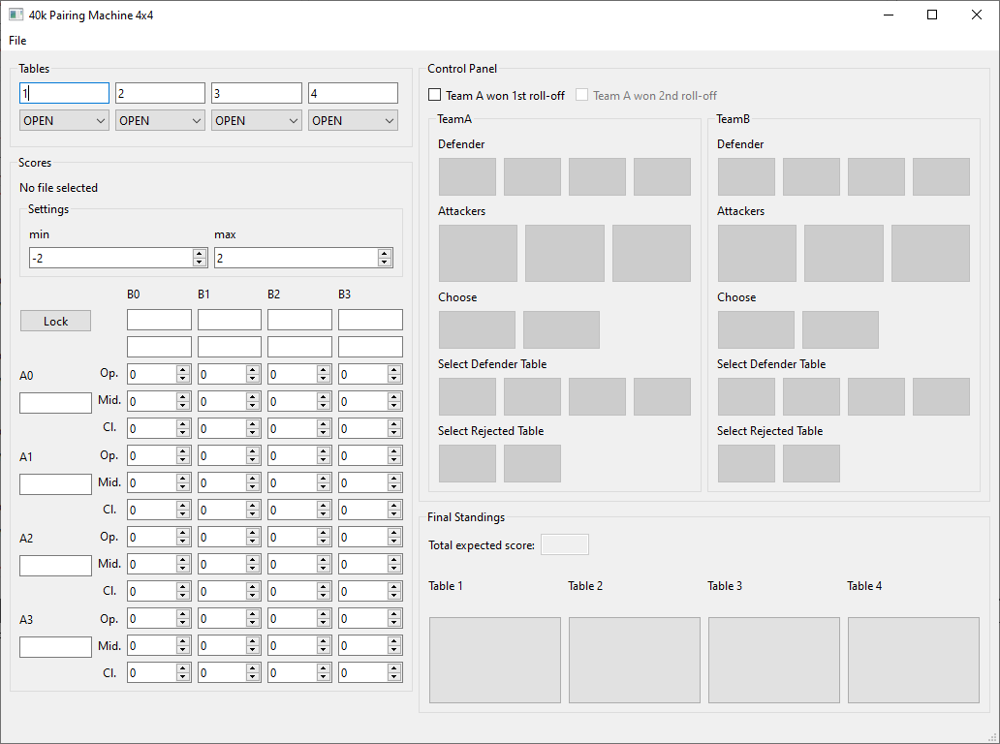 40k Pairing Machine 4x4
File
Tables
1 2 3 4
OPEN OPEN OPEN OPEN
Scores
No file selected
Settings
min max
-2 2
B0 B1 B2 B3
Lock
A0 Op. 0 0 0 0
Mid. 0 0 0 0
Cl. 0 0 0 0
A1 Op. 0 0 0 0
Mid. 0 0 0 0
Cl. 0 0 0 0
A2 Op. 0 0 0 0
Mid. 0 0 0 0
Cl. 0 0 0 0
A3 Op. 0 0 0 0
Mid. 0 0 0 0
Cl. 0 0 0 0
Control Panel
Team A won 1st roll-off Team A won 2nd roll-off
TeamA
Defender
Attackers
Choose
Select Defender Table
Select Rejected Table
TeamB
Defender
Attackers
Choose
Select Defender Table
Select Rejected Table
Final Standings
Total expected score:
Table 1 Table 2 Table 3 Table 4